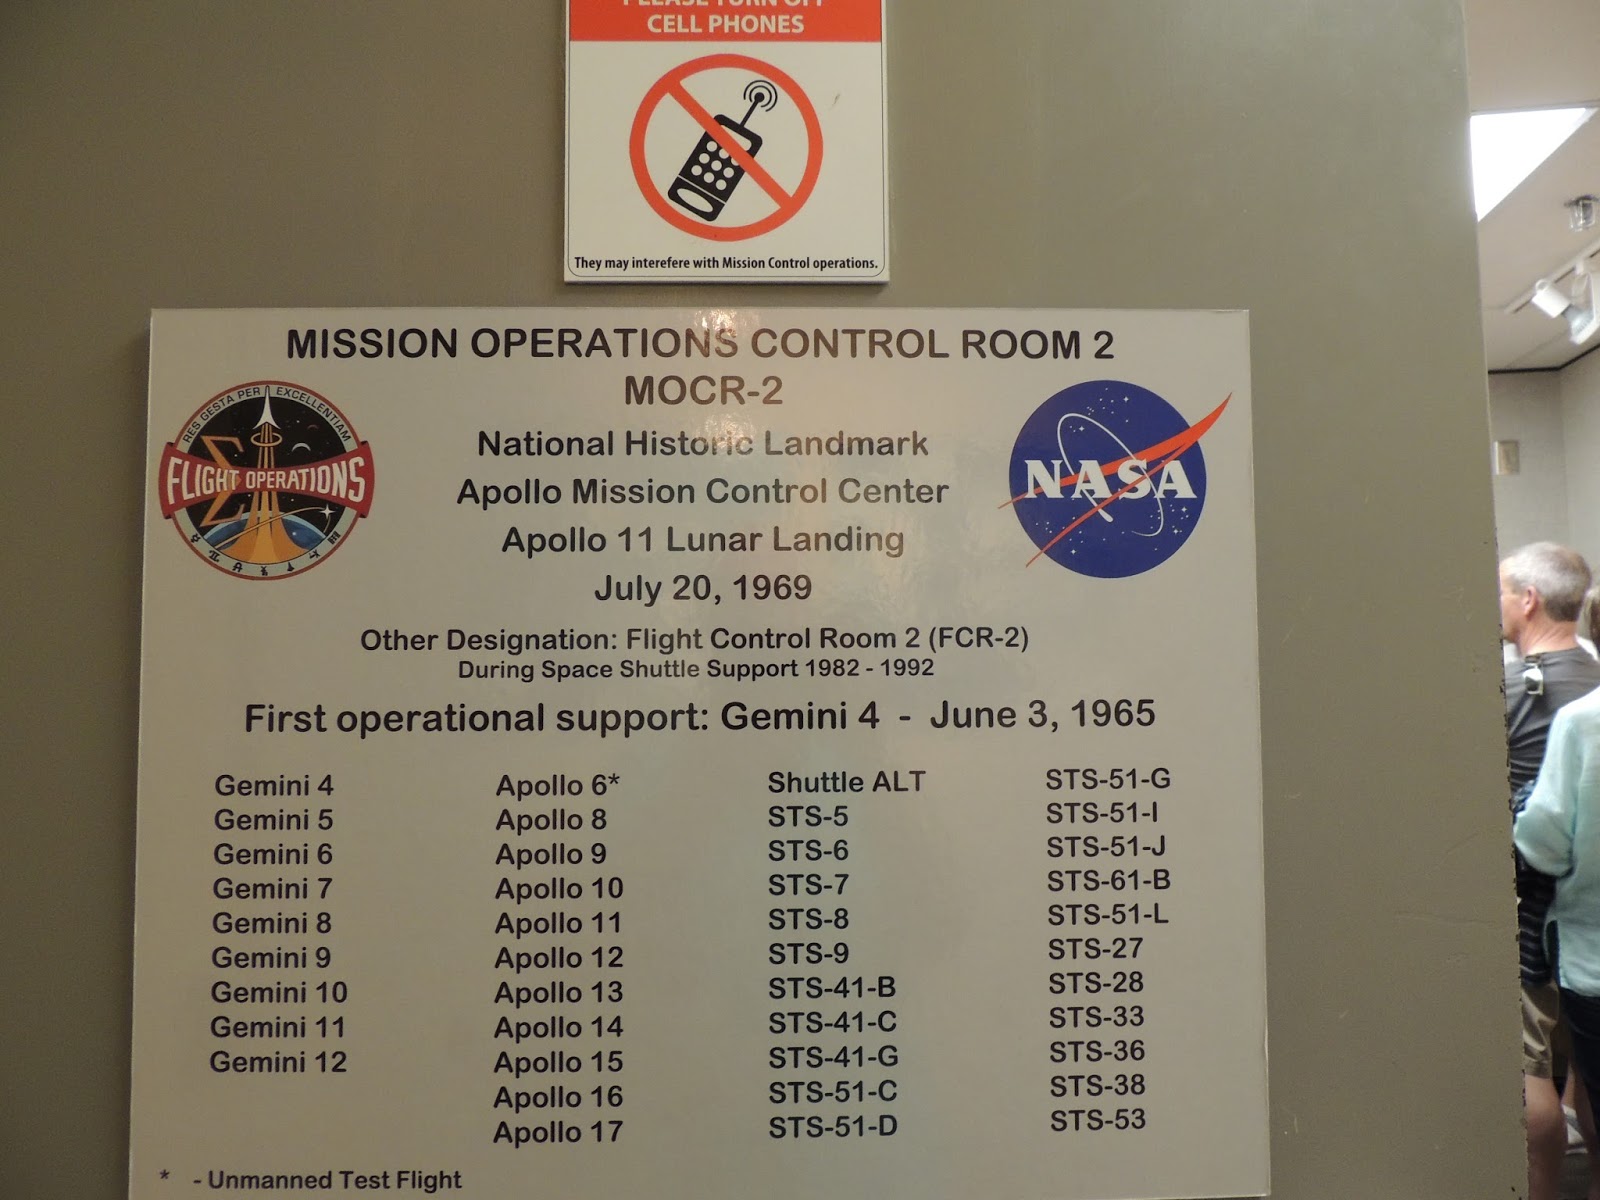 PLEASE TURN OFF
CELL PHONES
They may interefere with Mission Control operations.
MISSION OPERATIONS CONTROL ROOM 2
MOCR-2
National Historic Landmark
Apollo Mission Control Center
Apollo 11 Lunar Landing
July 20, 1969
RES GESTA PER EXCELLENTIAM
FLIGHT OPERATIONS
NASA
Other Designation: Flight Control Room 2 (FCR-2)
During Space Shuttle Support 1982 - 1992
First operational support: Gemini 4 - June 3, 1965
Gemini 4
Gemini 5
Gemini 6
Gemini 7
Gemini 8
Gemini 9
Gemini 10
Gemini 11
Gemini 12
Apollo 6*
Apollo 8
Apollo 9
Apollo 10
Apollo 11
Apollo 12
Apollo 13
Apollo 14
Apollo 15
Apollo 16
Apollo 17
Shuttle ALT
STS-5
STS-6
STS-7
STS-8
STS-9
STS-41-B
STS-41-C
STS-41-G
STS-51-C
STS-51-D
STS-51-G
STS-51-I
STS-51-J
STS-61-B
STS-51-L
STS-27
STS-28
STS-33
STS-36
STS-38
STS-53
* - Unmanned Test Flight